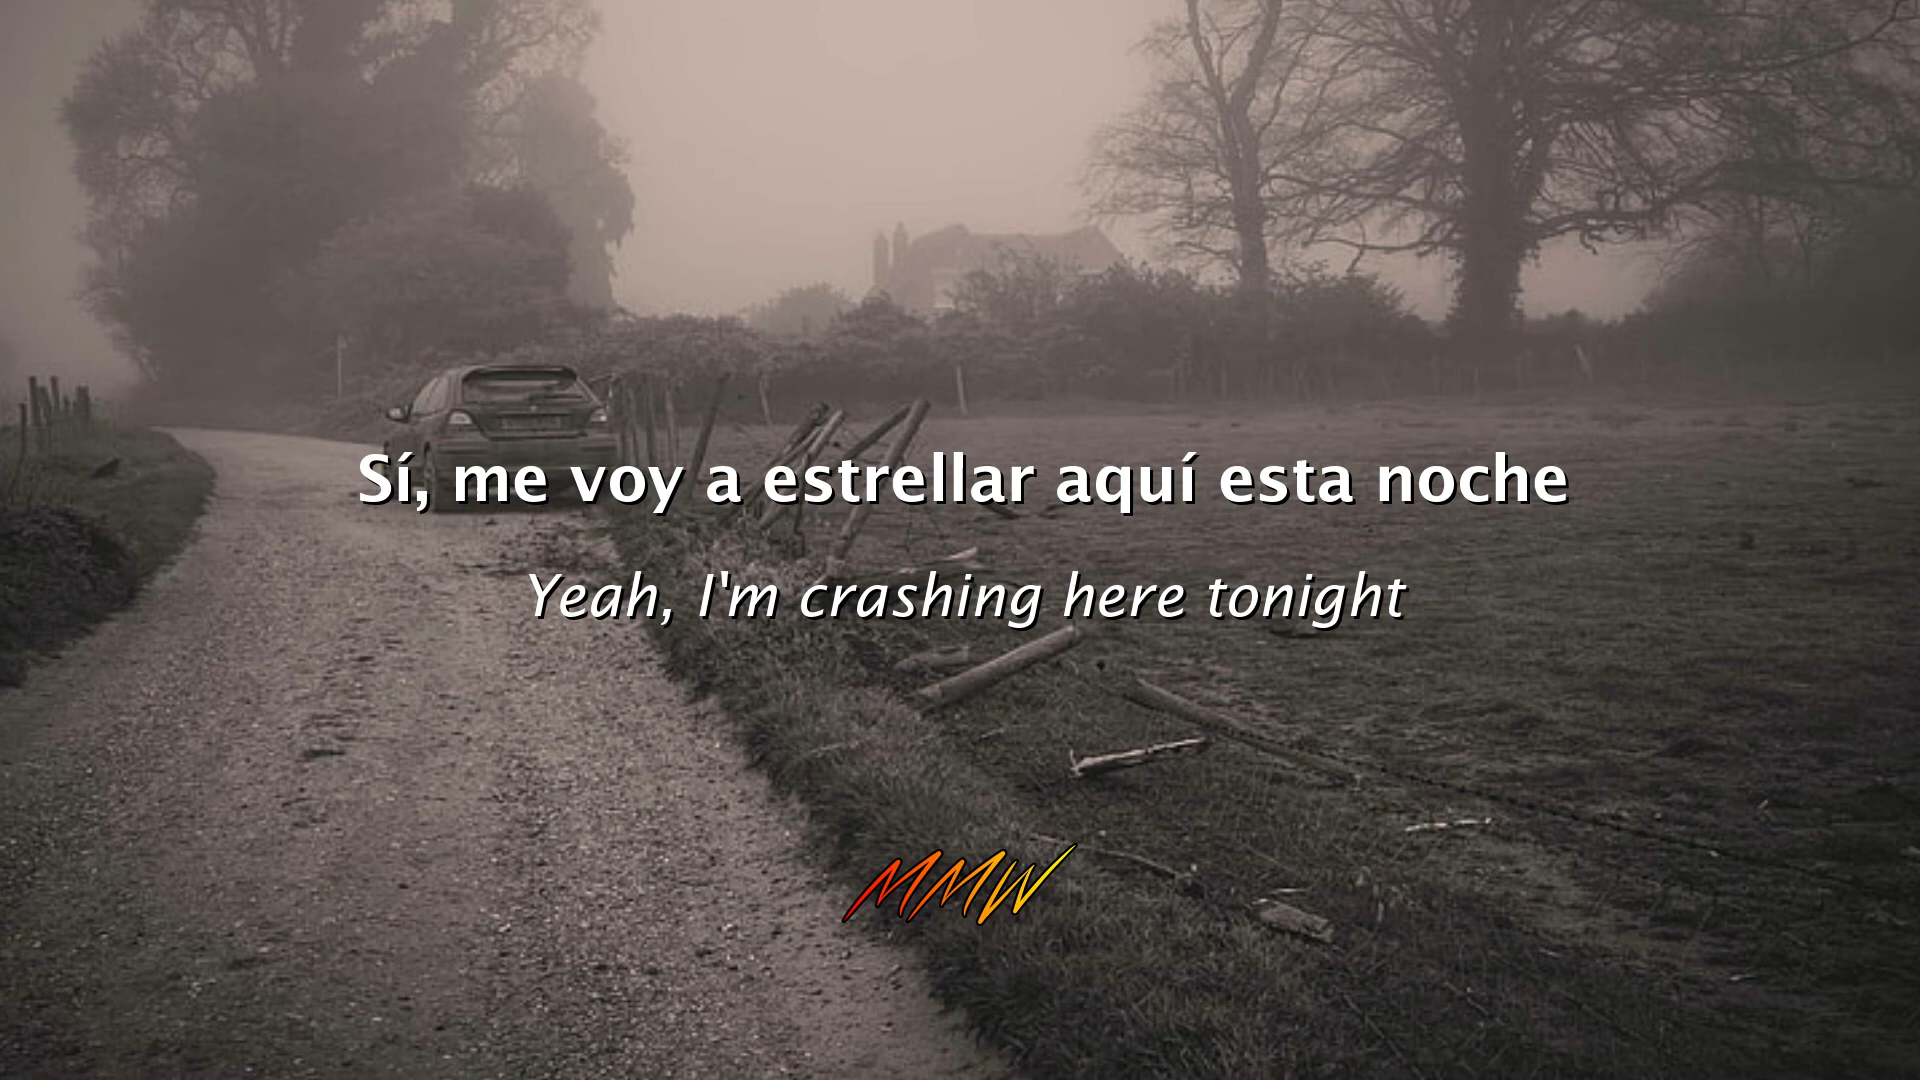 Sí, me voy a estrellar aquí esta noche
Yeah, I'm crashing here tonight
MMW